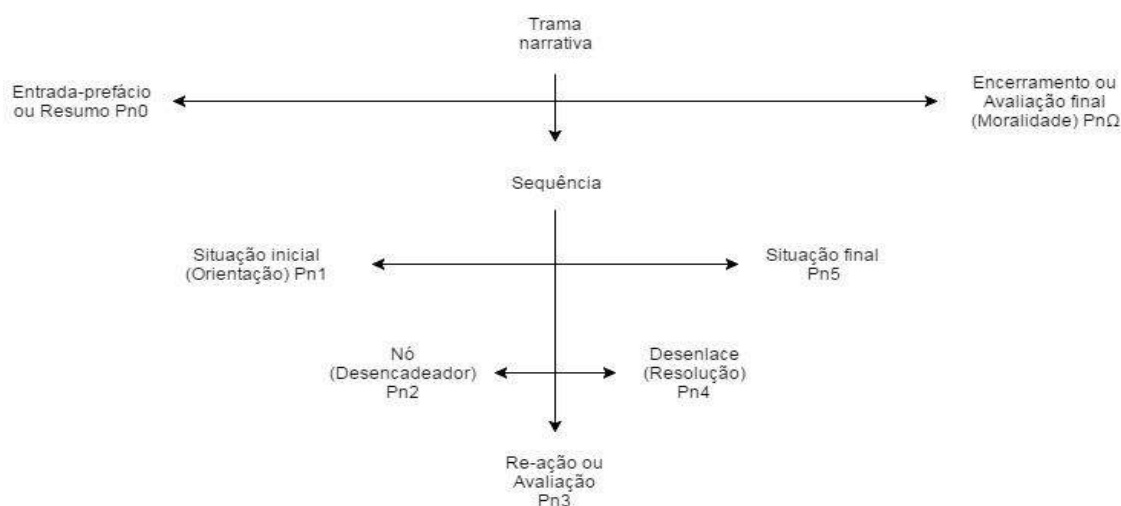 Trama
narrativa
Entrada-prefácio
ou Resumo Pn0
Encerramento ou
Avaliação final
(Moralidade) PnΩ
Sequência
Situação inicial
(Orientação) Pn1
Situação final
Pn5
Nó
(Desencadeador)
Pn2
Desenlace
(Resolução)
Pn4
Re-ação ou
Avaliação
Pn3